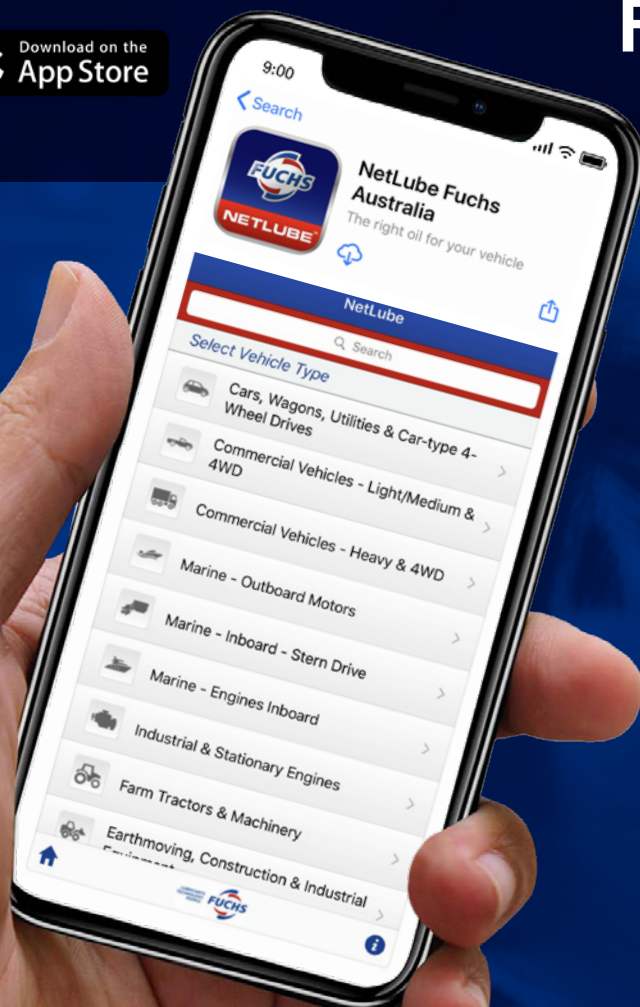 Download on the
App Store
F
9:00
Search
FUCHS
NETLUBE™
NetLube Fuchs
Australia
The right oil for your vehicle
NetLube
Search
Select Vehicle Type
Cars, Wagons, Utilities & Car-type 4-
Wheel Drives
Commercial Vehicles - Light/Medium &
4WD
Commercial Vehicles - Heavy & 4WD
Marine - Outboard Motors
Marine - Inboard - Stern Drive
Marine - Engines Inboard
Industrial & Stationary Engines
Farm Tractors & Machinery
Earthmoving, Construction & Industrial
Equipment
FUCHS